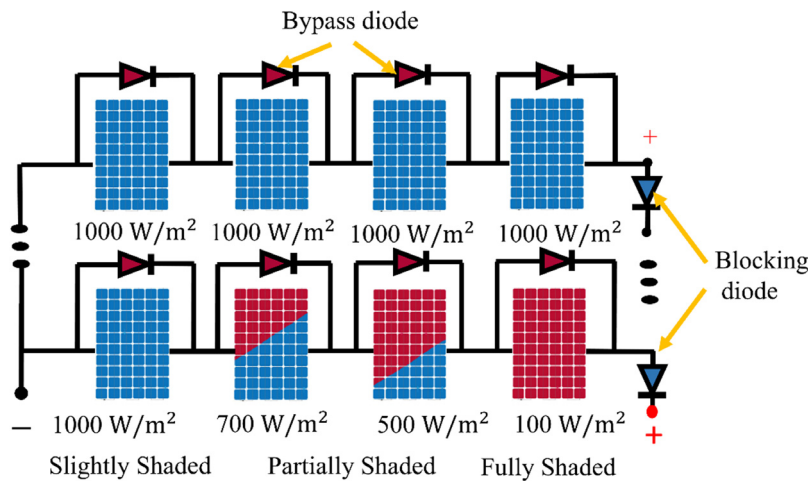 Bypass diode
+
1000 W/m² 1000 W/m² 1000 W/m² 1000 W/m²
Blocking
diode
1000 W/m² 700 W/m² 500 W/m² 100 W/m²
− +
Slightly Shaded Partially Shaded Fully Shaded